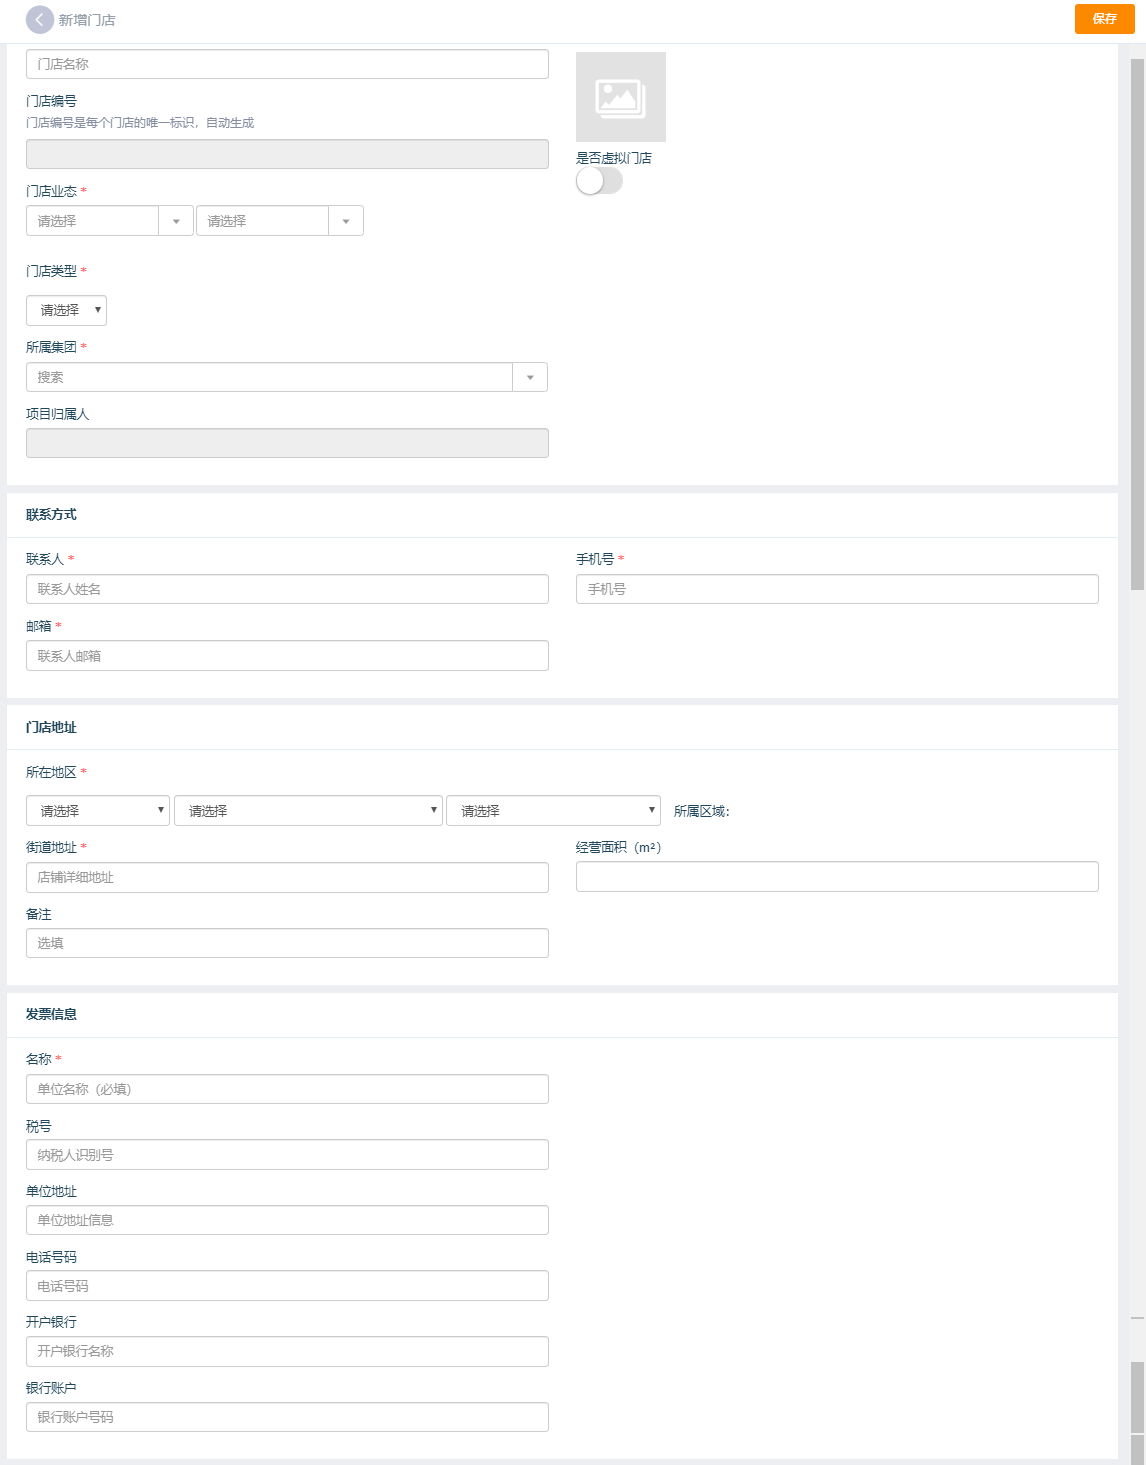 新增门店
保存
门店名称
门店编号
门店编号是每个门店的唯一标识，自动生成
是否虚拟门店
门店业态 *
请选择 请选择
门店类型 *
请选择
所属集团 *
搜索
项目归属人
联系方式
联系人 * 手机号 *
联系人姓名 手机号
邮箱 *
联系人邮箱
门店地址
所在地区 *
请选择 请选择 请选择 所属区域：
街道地址 * 经营面积（m²）
店铺详细地址
备注
选填
发票信息
名称 *
单位名称（必填）
税号
纳税人识别号
单位地址
单位地址信息
电话号码
电话号码
开户银行
开户银行名称
银行账户
银行账户号码